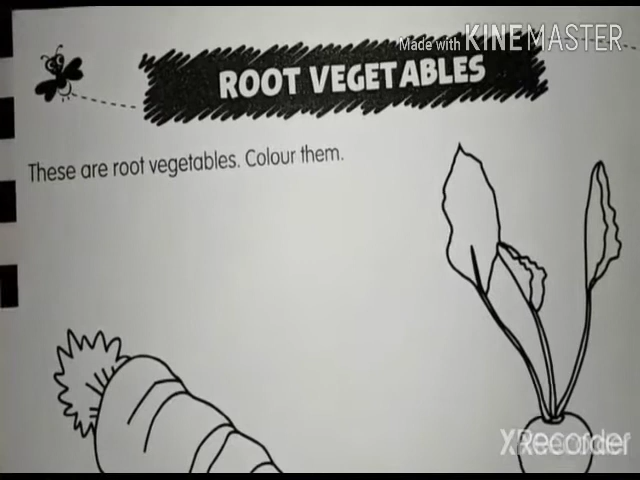 Made with KINEMASTER
ROOT VEGETABLES
These are root vegetables. Colour them.
XRecorder